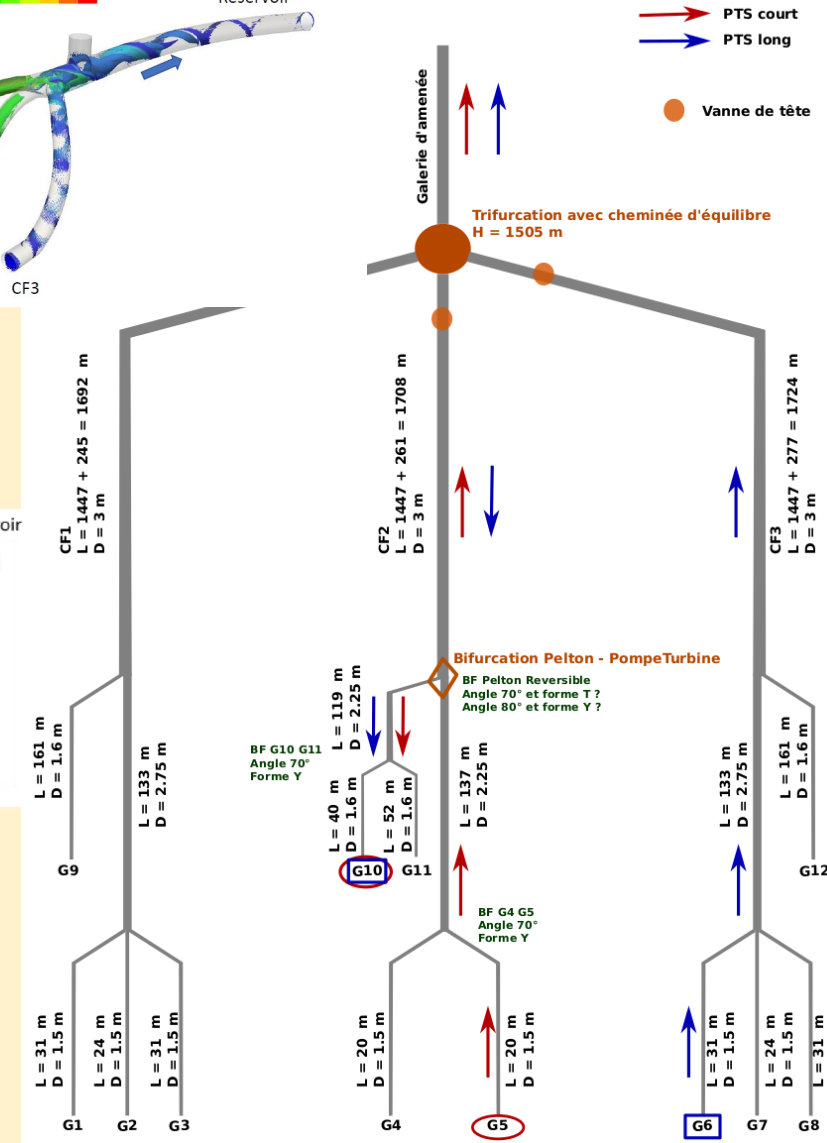 Réservoir
CF3
oir
PTS court
PTS long
Vanne de tête
Galerie d'amenée
Trifurcation avec cheminée d'équilibre
H = 1505 m
CF1
L = 1447 + 245 = 1692 m
D = 3 m
CF2
L = 1447 + 261 = 1708 m
D = 3 m
CF3
L = 1447 + 277 = 1724 m
D = 3 m
Bifurcation Pelton - PompeTurbine
BF Pelton Reversible
Angle 70° et forme T ?
Angle 80° et forme Y ?
L = 161 m
D = 1.6 m
L = 133 m
D = 2.75 m
BF G10 G11
Angle 70°
Forme Y
L = 119 m
D = 2.25 m
L = 40 m
D = 1.6 m
L = 52 m
D = 1.6 m
L = 137 m
D = 2.25 m
L = 133 m
D = 2.75 m
L = 161 m
D = 1.6 m
G9
G10
G11
G12
BF G4 G5
Angle 70°
Forme Y
L = 31 m
D = 1.5 m
L = 24 m
D = 1.5 m
L = 31 m
D = 1.5 m
L = 20 m
D = 1.5 m
L = 20 m
D = 1.5 m
L = 31 m
D = 1.5 m
L = 24 m
D = 1.5 m
L = 31 m
G1
G2
G3
G4
G5
G6
G7
G8